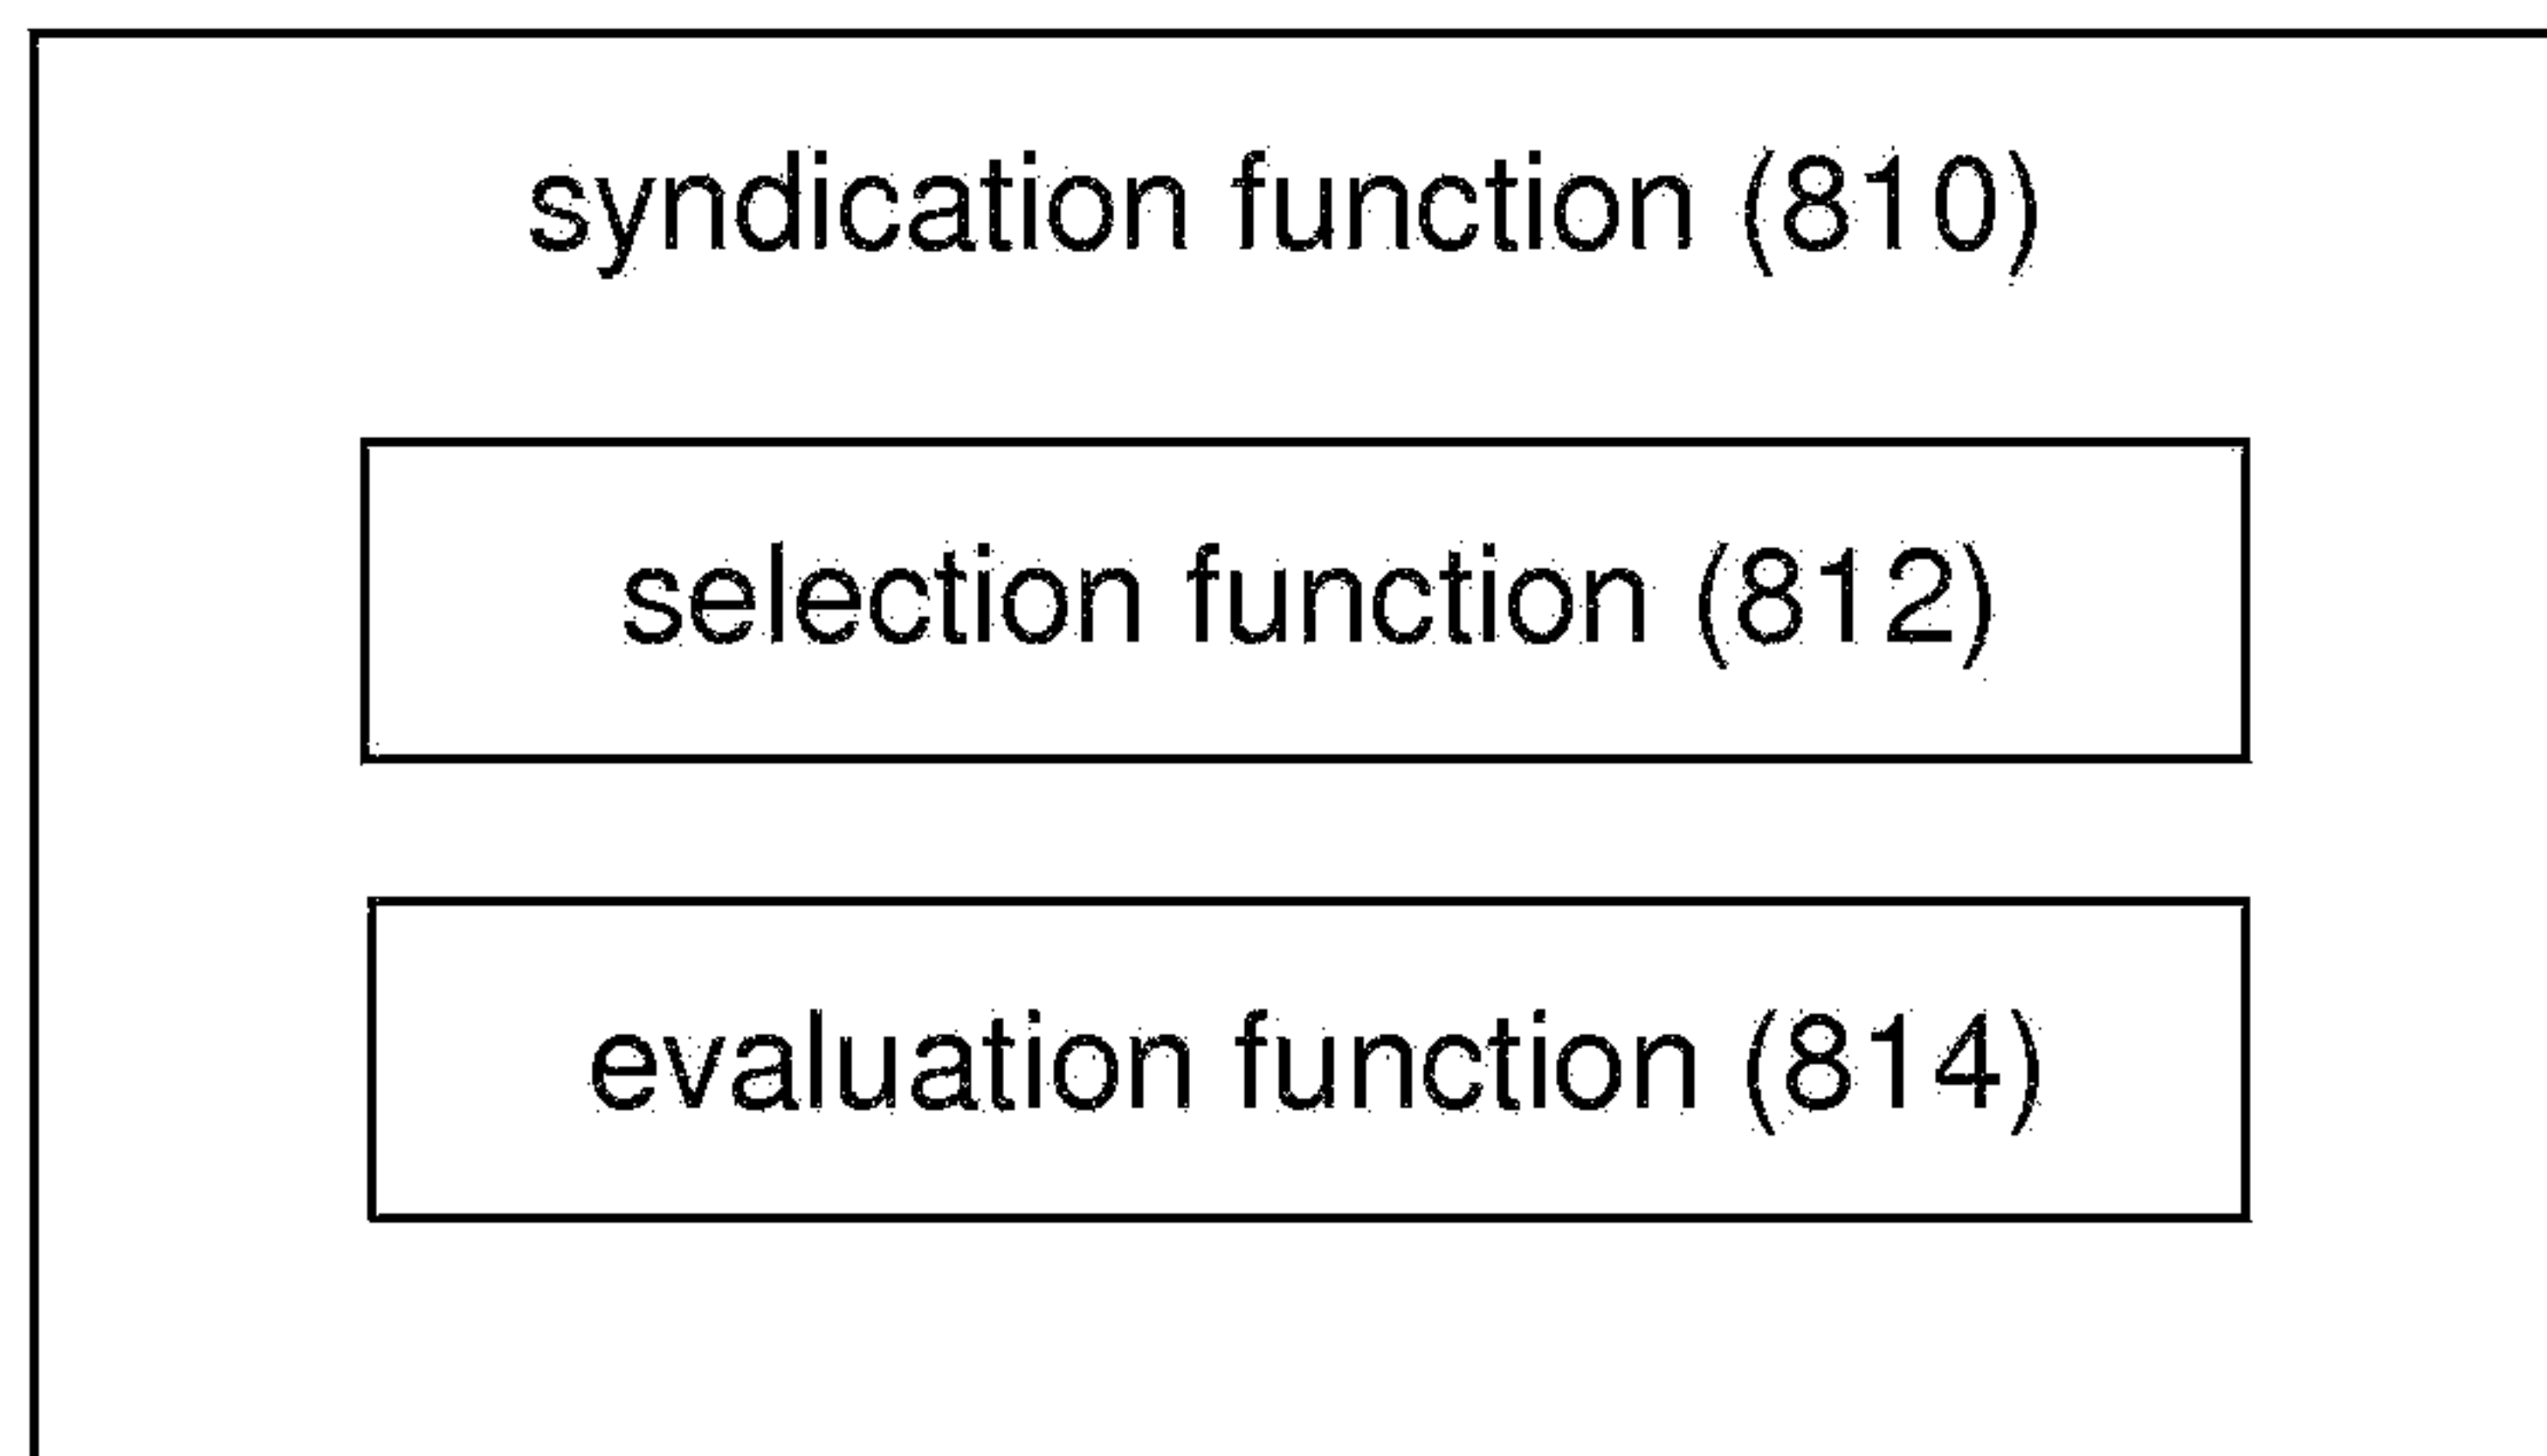 syndication function (810)
selection function (812)
evaluation function (814)